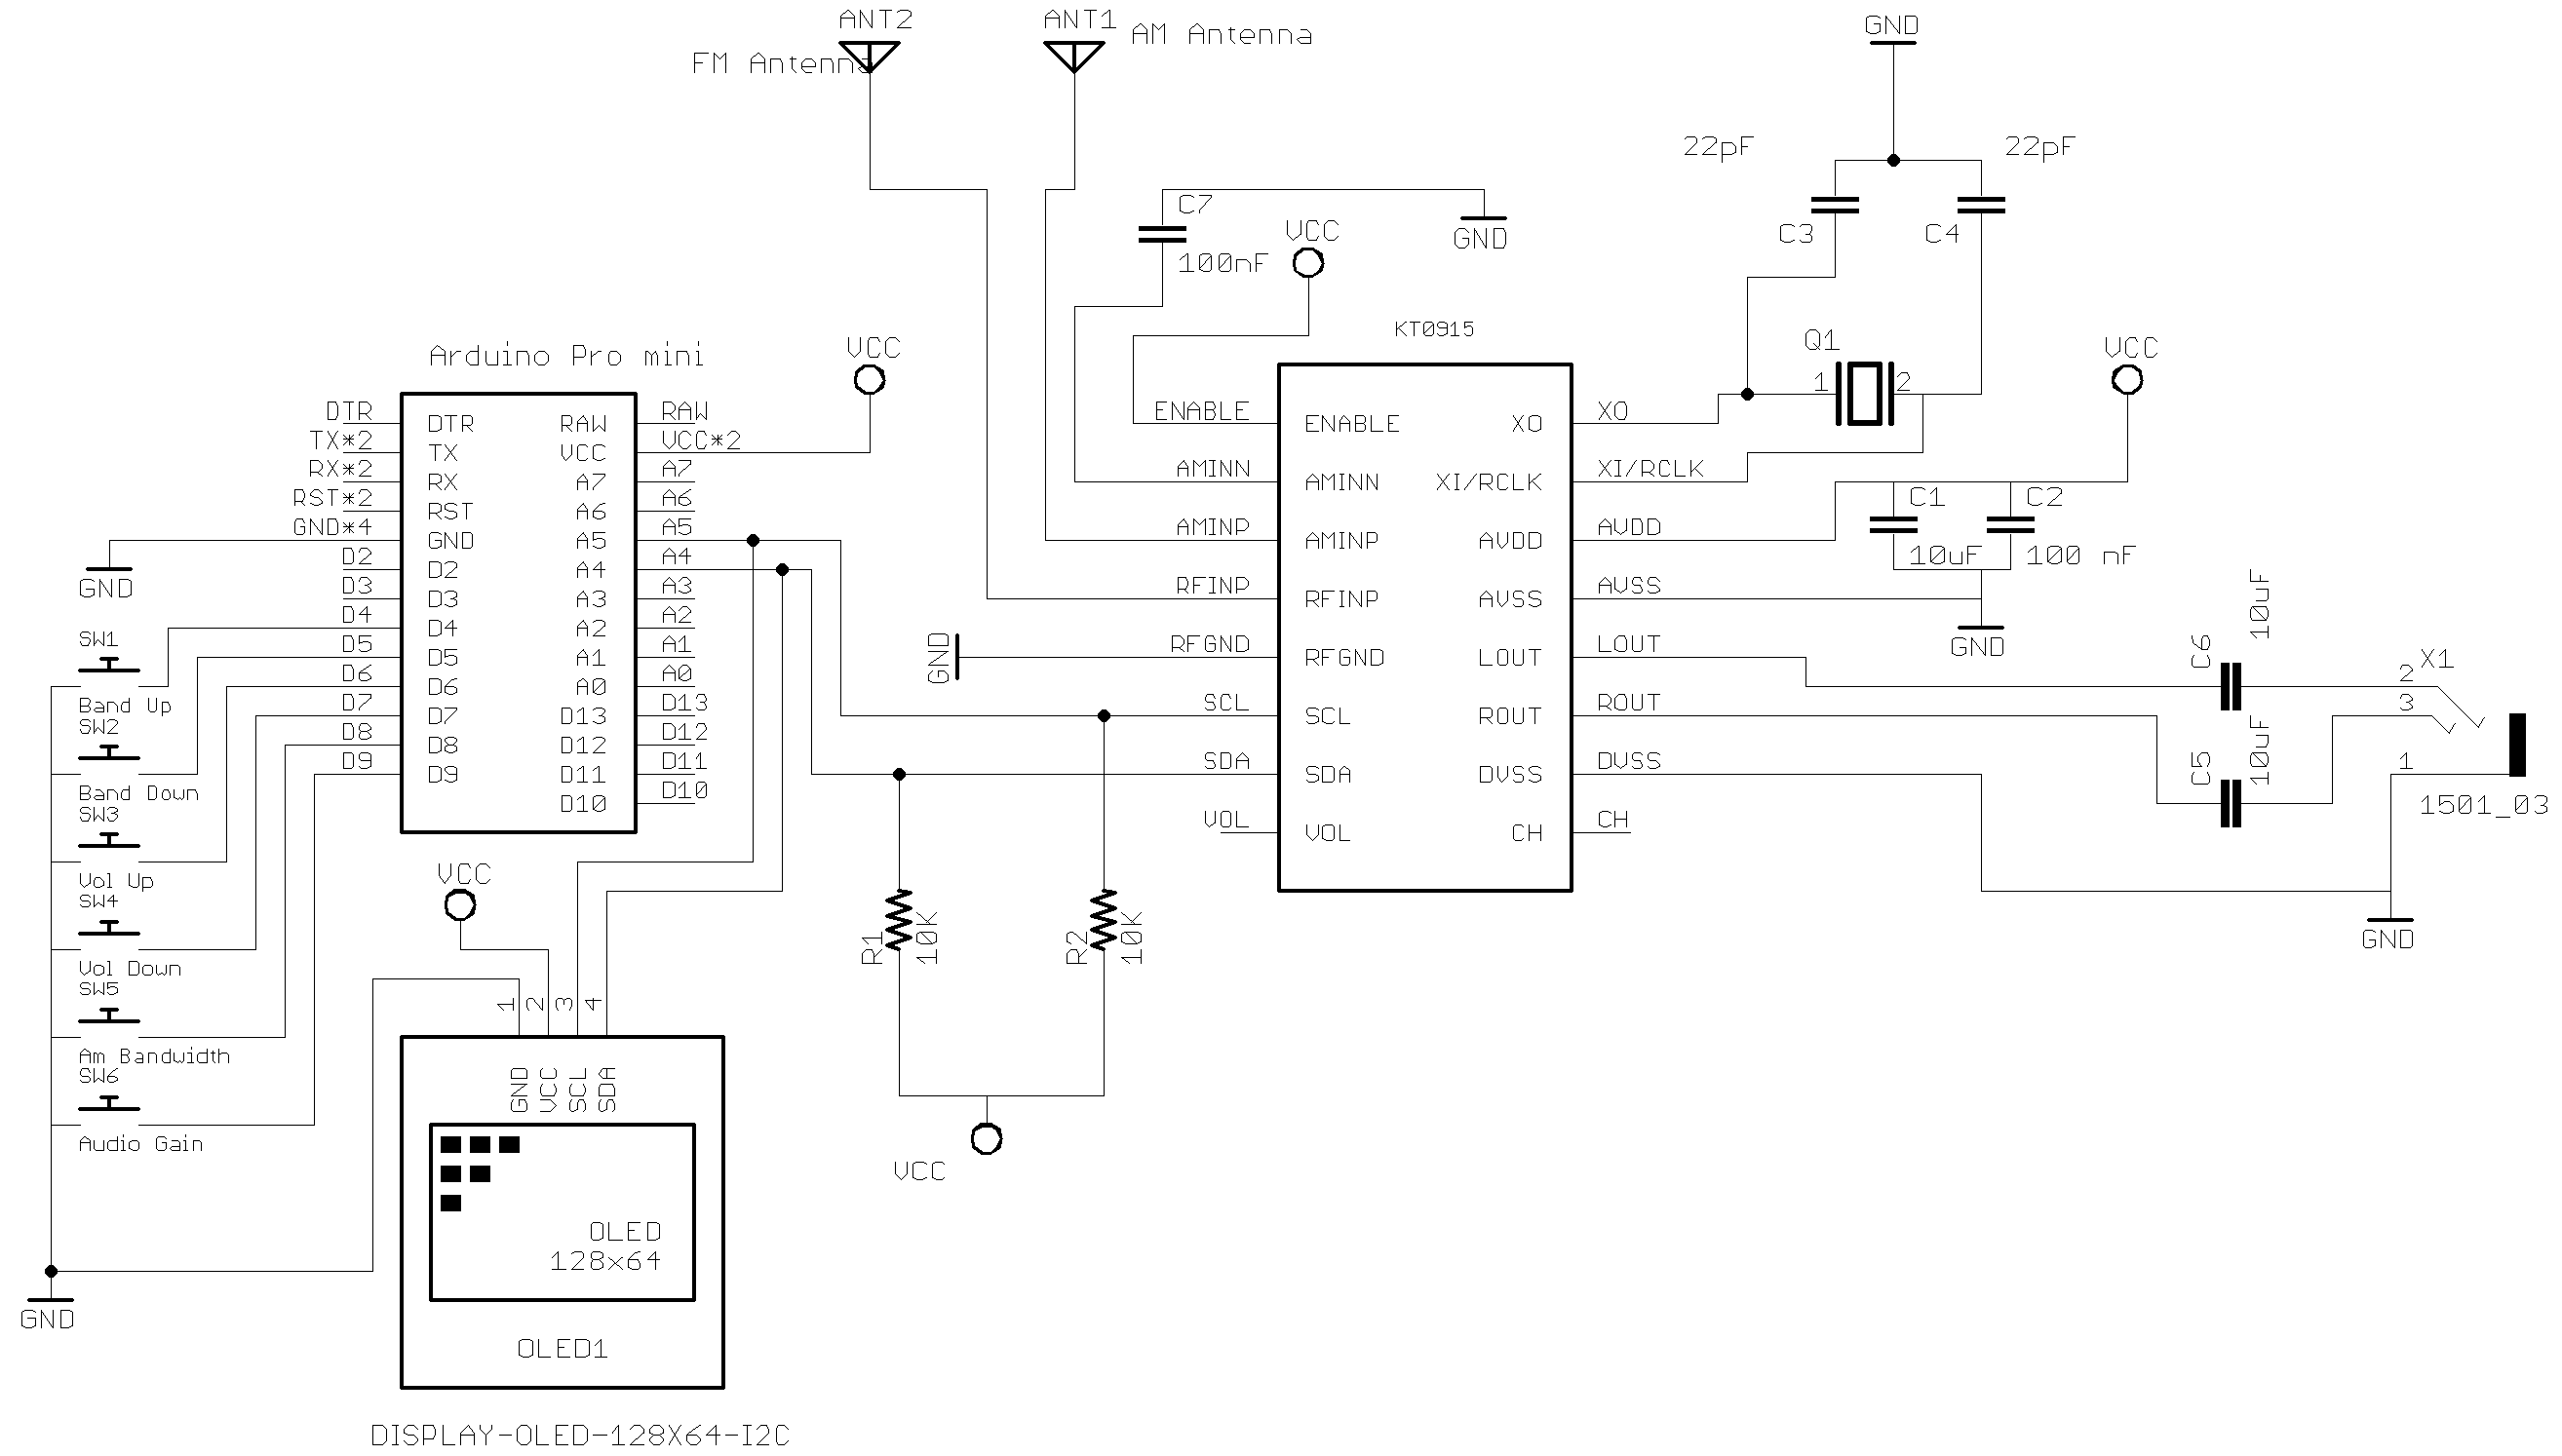 ANT2
FM Antenna
ANT1
AM Antenna
GND
22pF
22pF
C3
C4
C7
100nF
GND
VCC
KT0915
Q1
1
2
VCC
Arduino Pro mini
VCC
DTR
TX*2
RX*2
RST*2
GND*4
D2
D3
D4
D5
D6
D7
D8
D9
DTR
TX
RX
RST
GND
D2
D3
D4
D5
D6
D7
D8
D9
RAW
VCC
A7
A6
A5
A4
A3
A2
A1
A0
D13
D12
D11
D10
RAW
VCC*2
A7
A6
A5
A4
A3
A2
A1
A0
D13
D12
D11
D10
GND
SW1
Band Up
SW2
Band Down
SW3
Vol Up
SW4
Vol Down
SW5
Am Bandwidth
SW6
Audio Gain
GND
ENABLE
AMINN
AMINP
RFINP
RFGND
SCL
SDA
VOL
ENABLE
AMINN
AMINP
RFINP
RFGND
SCL
SDA
VOL
XO
XI/RCLK
AVDD
AVSS
LOUT
ROUT
DVSS
CH
XO
XI/RCLK
AVDD
AVSS
LOUT
ROUT
DVSS
CH
GND
C1
10uF
C2
100 nF
GND
C6
10uF
C5
10uF
2
3
1
X1
1501_03
GND
R1
10K
R2
10K
VCC
VCC
1
2
3
4
GND
VCC
SCL
SDA
OLED
128x64
OLED1
DISPLAY-OLED-128X64-I2C